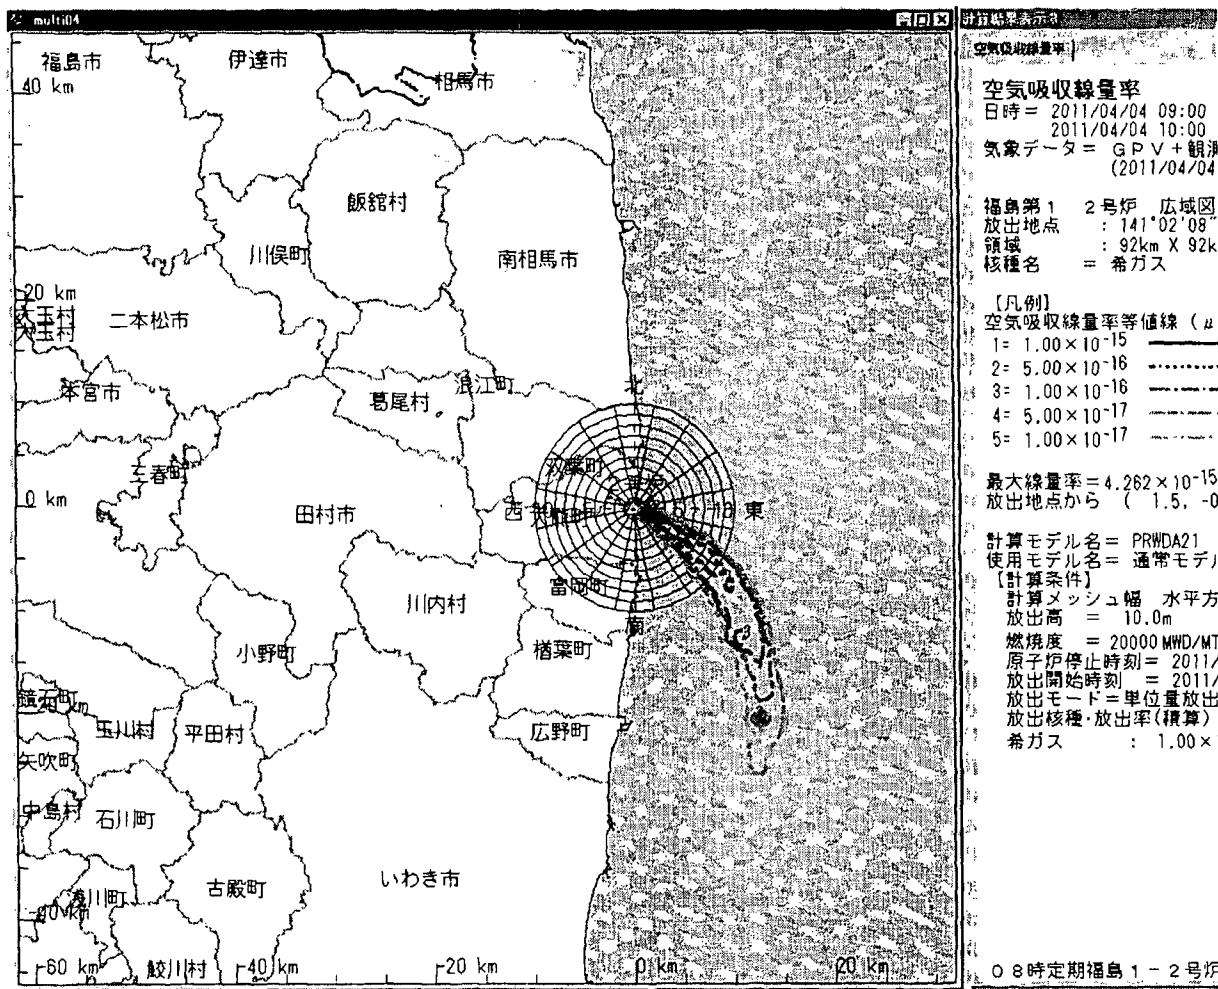 multi04
福島市
伊達市
相馬市
40 km
飯舘村
川俣町
南相馬市
20 km
大玉村
二本松市
本宮市
浪江町
北
葛尾村
三春町
双葉町
0 km
田村市
西
東
富岡町
川内村
南
小野町
楢葉町
鏡石町
玉川村
平田村
広野町
矢吹町
中島村
石川町
いわき市
古殿町
浅川町
-40 km
鮫川村
-60 km
-40 km
-20 km
0 km
20 km
計算結果表示
空気吸収線量率
空気吸収線量率
日時= 2011/04/04 09:00
2011/04/04 10:00
気象データ= GPV+観測
(2011/04/04
福島第1 2号炉 広域図
放出地点 : 141°02'08"
領域 : 92km X 92k
核種名 = 希ガス
【凡例】
空気吸収線量率等値線 (μ
1= 1.00×10⁻¹⁵
2= 5.00×10⁻¹⁶
3= 1.00×10⁻¹⁶
4= 5.00×10⁻¹⁷
5= 1.00×10⁻¹⁷
最大線量率=4.262×10⁻¹⁵
放出地点から ( 1.5, -0
計算モデル名= PRWDA21
使用モデル名= 通常モデル
【計算条件】
計算メッシュ幅 水平方
放出高 = 10.0m
燃焼度 = 20000MWD/MT
原子炉停止時刻= 2011/
放出開始時刻 = 2011/
放出モード=単位量放出
放出核種・放出率(積算)
希ガス : 1.00×
08時定期福島1-2号炉